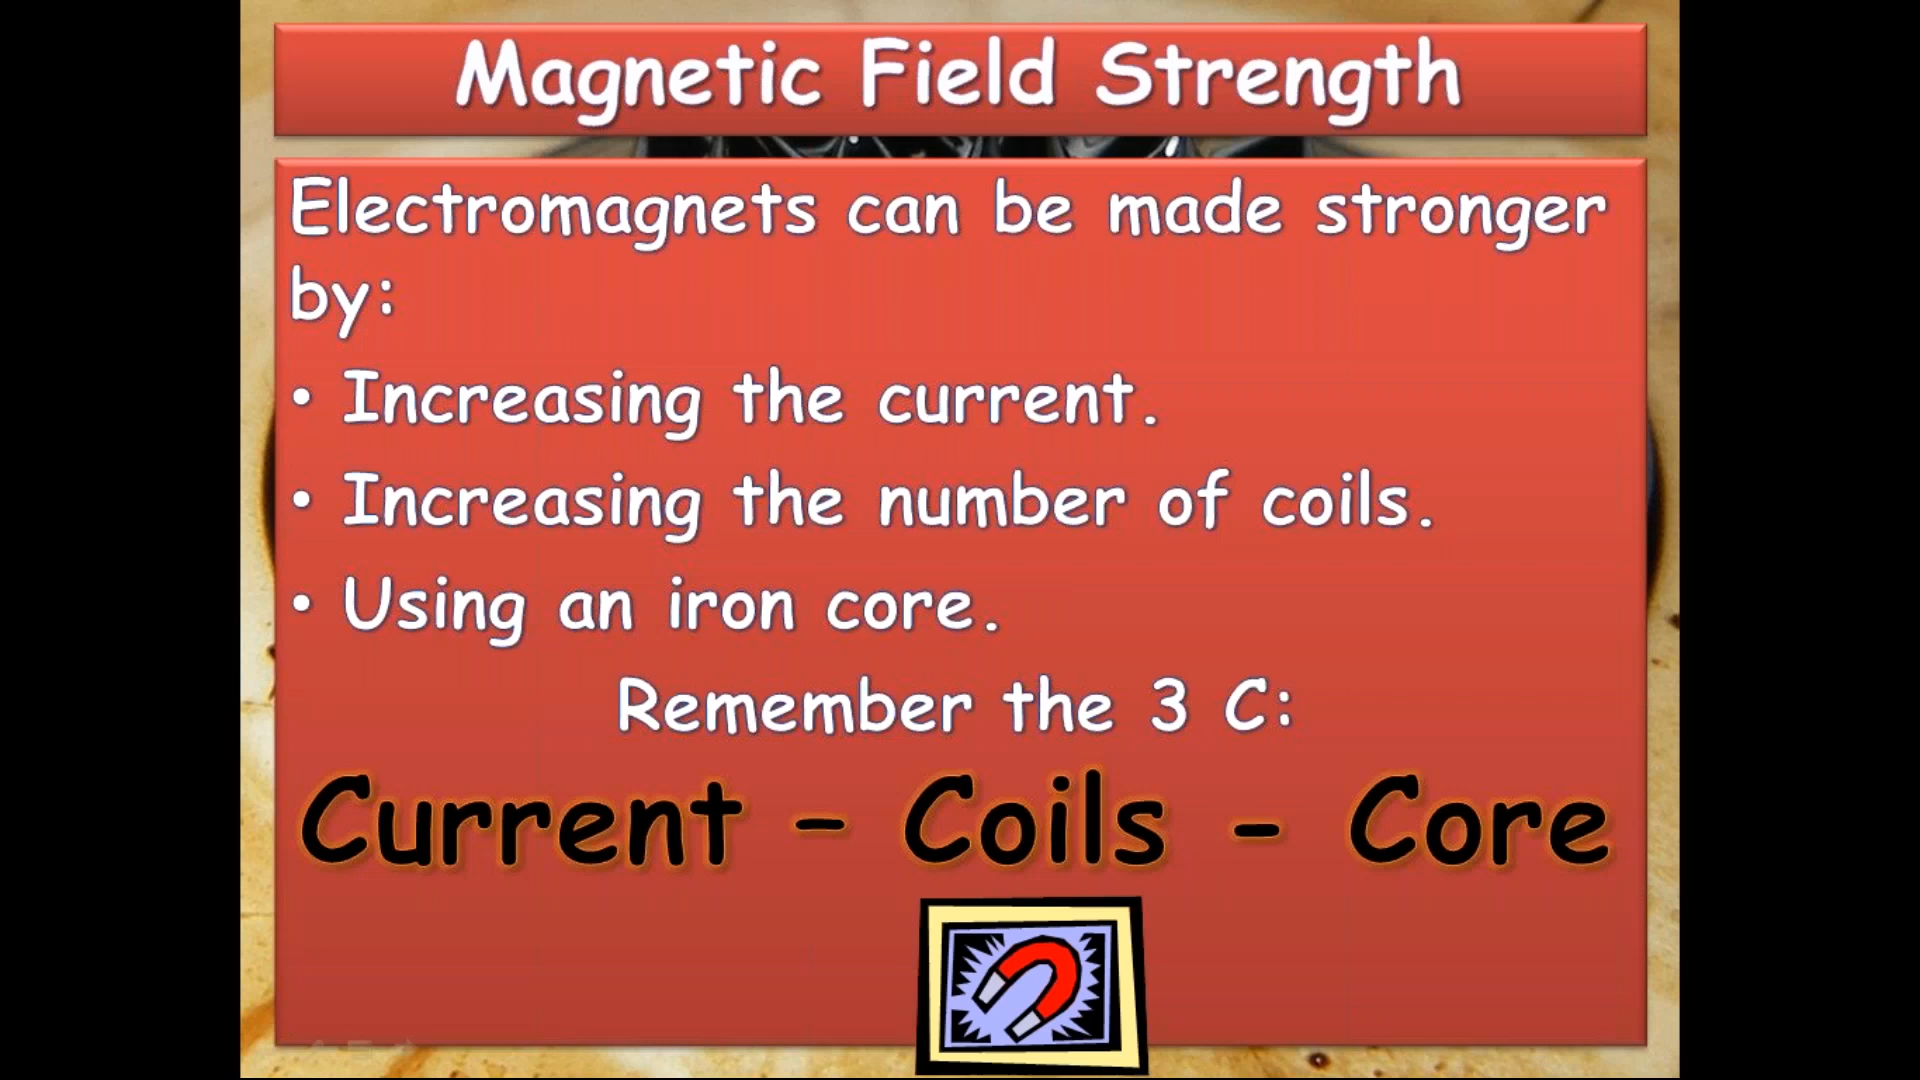 Magnetic Field Strength
Electromagnets can be made stronger
by:
• Increasing the current.
• Increasing the number of coils.
• Using an iron core.
Remember the 3 C:
Current – Coils - Core